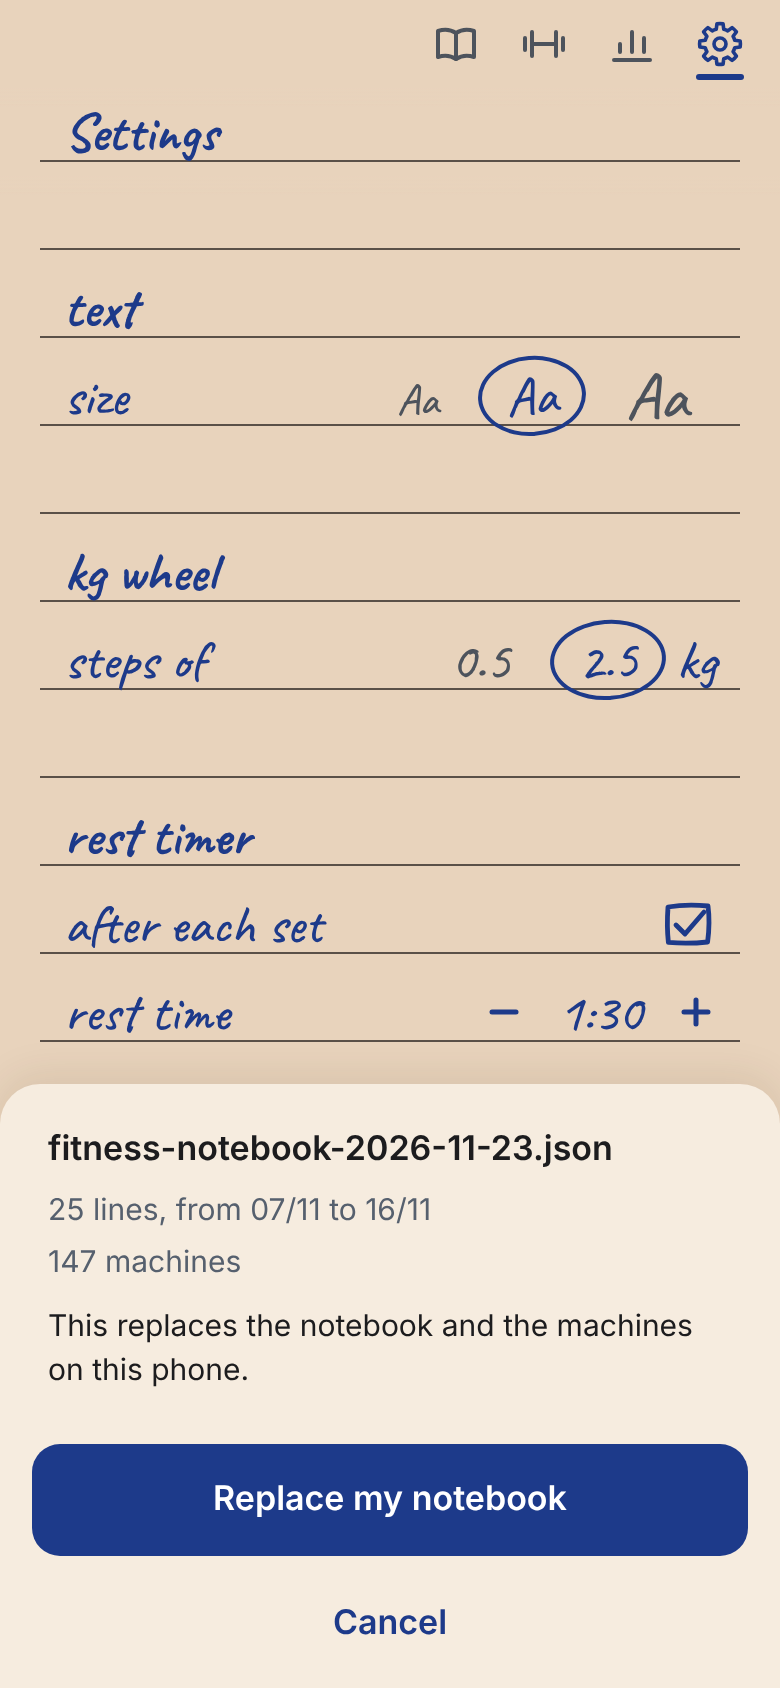 Settings
text
size Aa Aa Aa
kg wheel
steps of 0.5 2.5 kg
rest timer
after each set
rest time − 1:30 +
fitness-notebook-2026-11-23.json
25 lines, from 07/11 to 16/11
147 machines
This replaces the notebook and the machines
on this phone.
Replace my notebook
Cancel